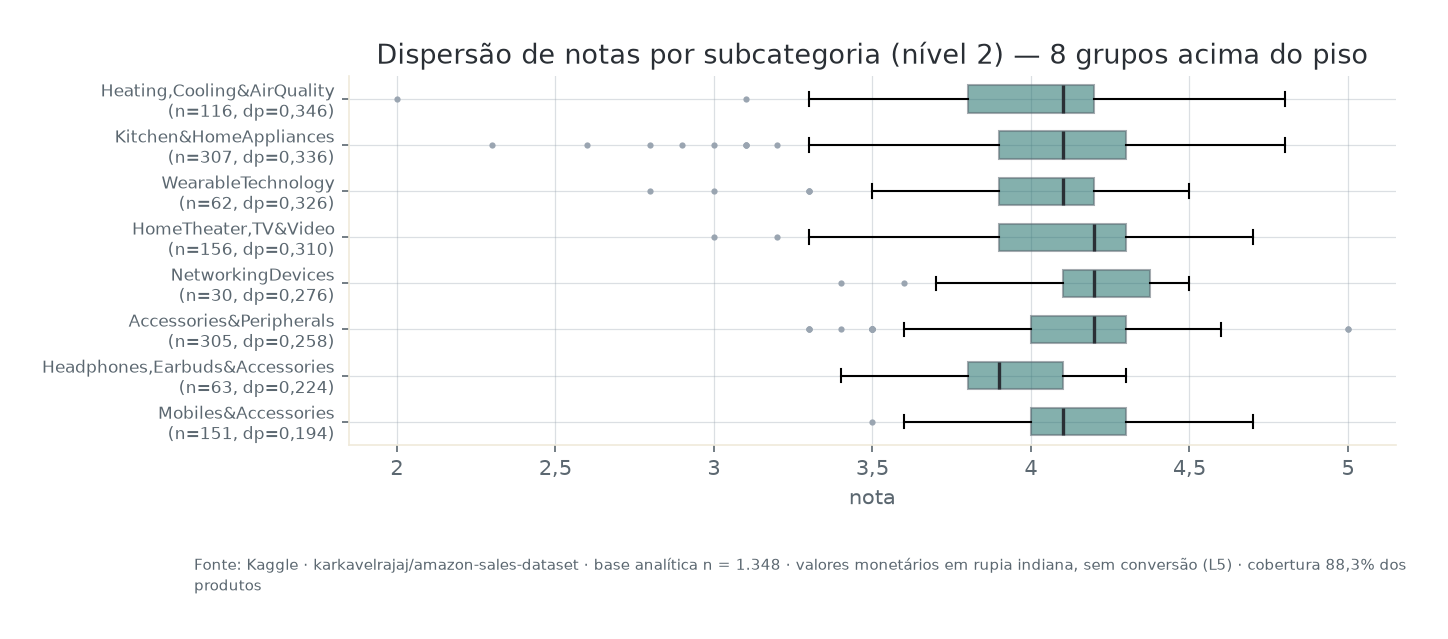 Dispersão de notas por subcategoria (nível 2) — 8 grupos acima do piso
Heating,Cooling&AirQuality
(n=116, dp=0,346)
Kitchen&HomeAppliances
(n=307, dp=0,336)
WearableTechnology
(n=62, dp=0,326)
HomeTheater,TV&Video
(n=156, dp=0,310)
NetworkingDevices
(n=30, dp=0,276)
Accessories&Peripherals
(n=305, dp=0,258)
Headphones,Earbuds&Accessories
(n=63, dp=0,224)
Mobiles&Accessories
(n=151, dp=0,194)
2 2,5 3 3,5 4 4,5 5
nota
Fonte: Kaggle · karkavelrajaj/amazon-sales-dataset · base analítica n = 1.348 · valores monetários em rupia indiana, sem conversão (L5) · cobertura 88,3% dos
produtos